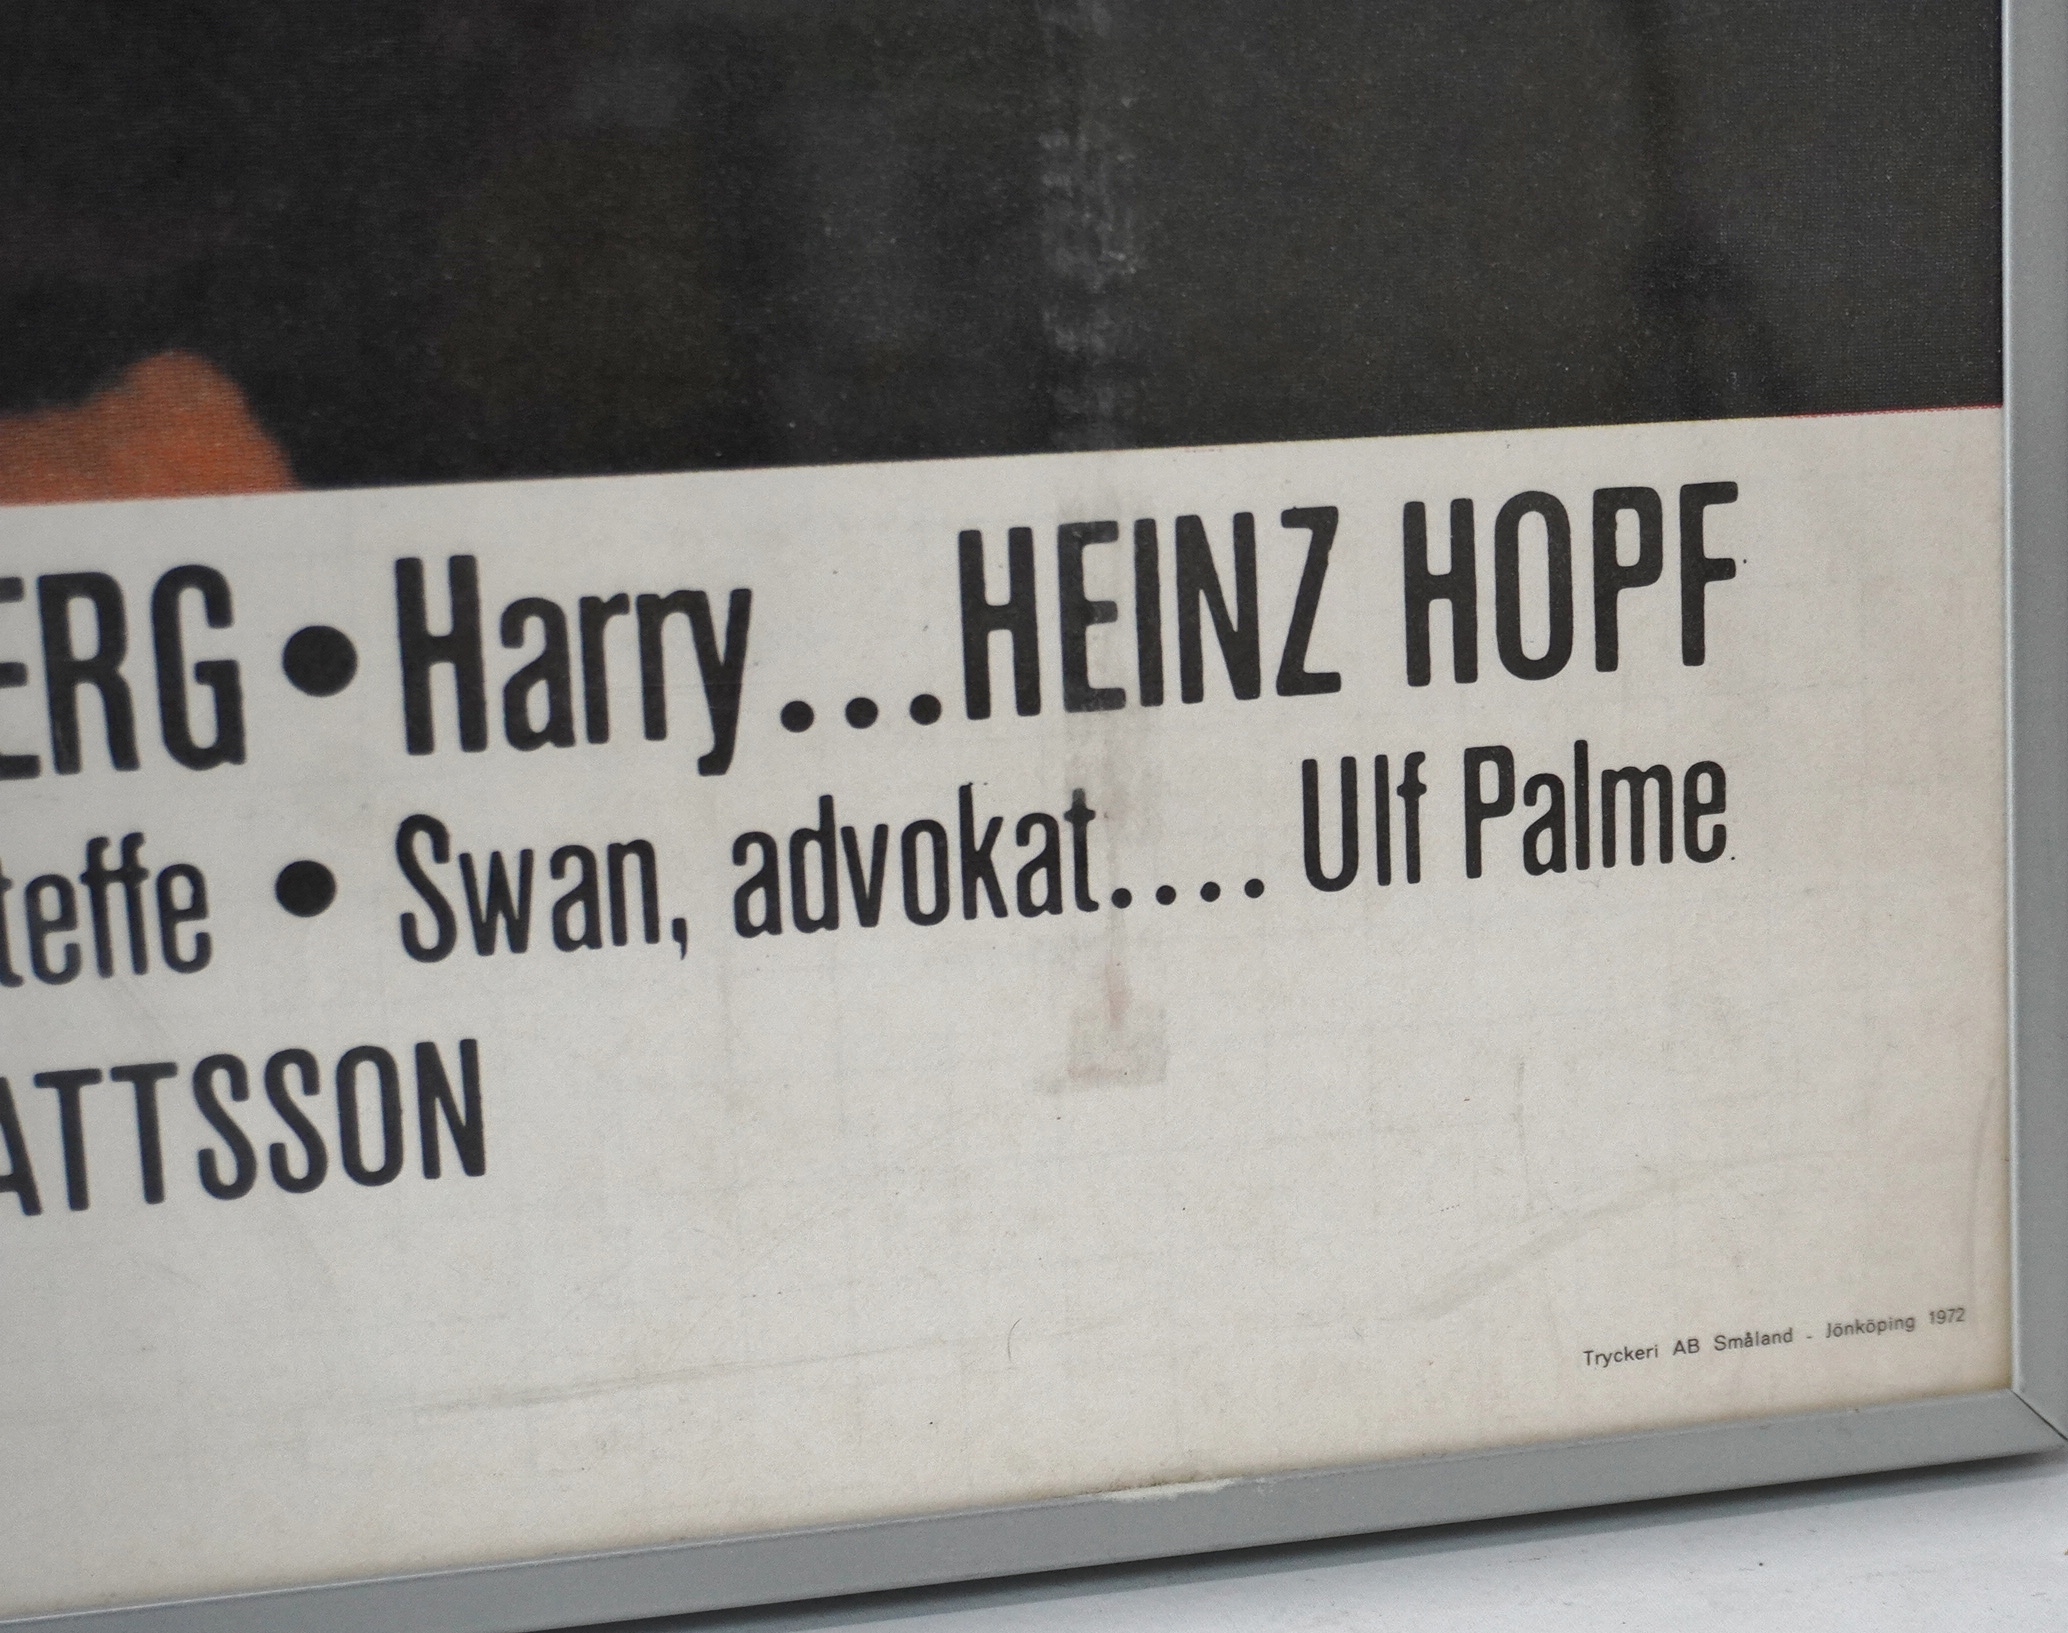 ERG • Harry...HEINZ HOPF
teffe • Swan, advokat.... Ulf Palme
ATTSSON
Tryckeri AB Småland - Jönköping 1972